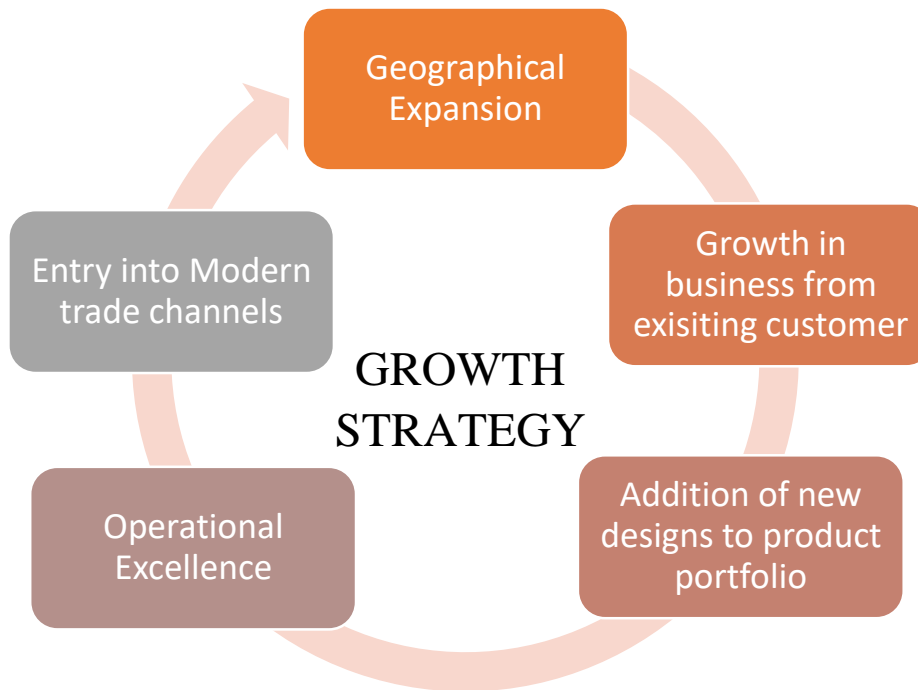 Geographical
Expansion
Growth in
business from
exisiting customer
Addition of new
designs to product
portfolio
Operational
Excellence
Entry into Modern
trade channels
GROWTH
STRATEGY